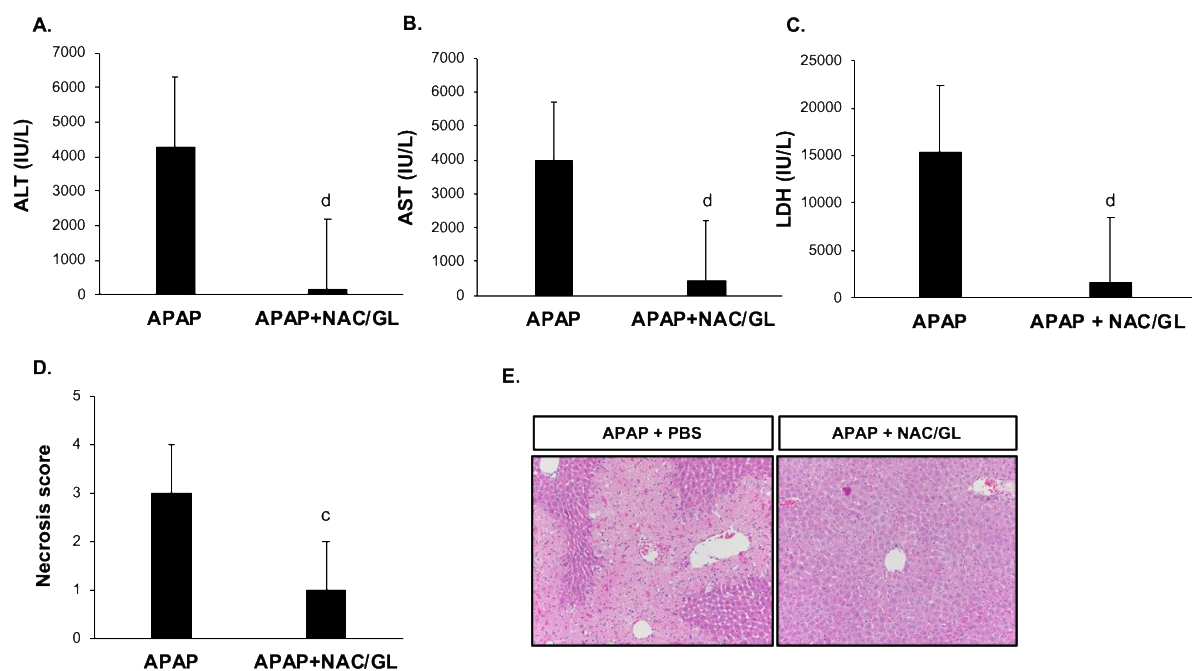 A.
ALT (IU/L)
7000
6000
5000
4000
3000
2000
1000
0
d
APAP
APAP+NAC/GL
B.
AST (IU/L)
7000
6000
5000
4000
3000
2000
1000
0
d
APAP
APAP+NAC/GL
C.
LDH (IU/L)
25000
20000
15000
10000
5000
0
d
APAP
APAP + NAC/GL
D.
Necrosis score
5
4
3
2
1
0
c
APAP
APAP+NAC/GL
E.
APAP + PBS
APAP + NAC/GL